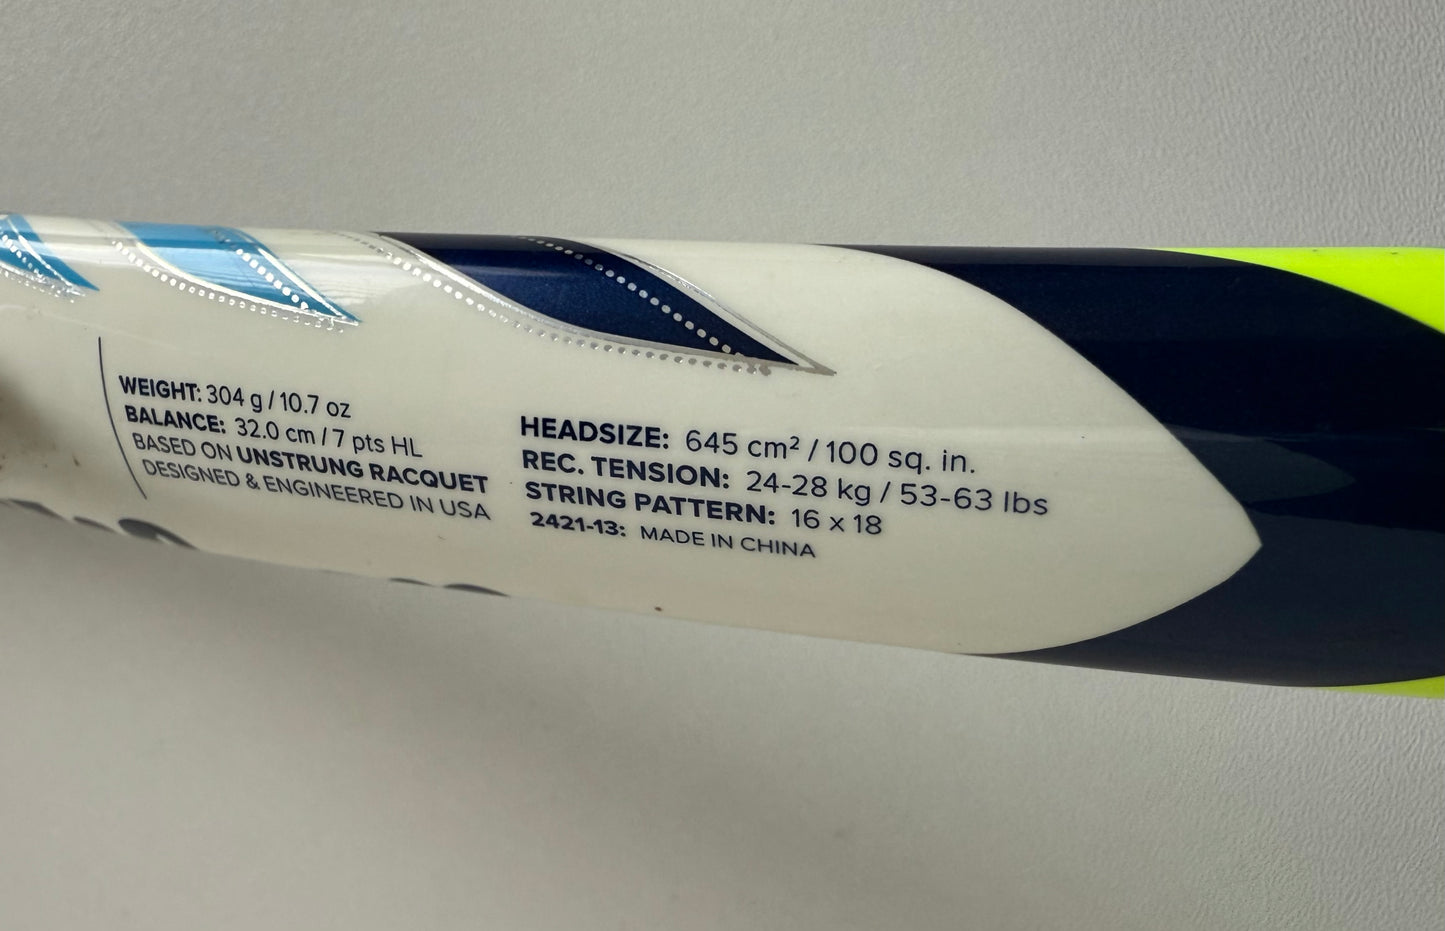 WEIGHT: 304 g / 10.7 oz
BALANCE: 32.0 cm / 7 pts HL
BASED ON UNSTRUNG RACQUET
DESIGNED & ENGINEERED IN USA
HEADSIZE: 645 cm² / 100 sq. in.
REC. TENSION: 24-28 kg / 53-63 lbs
STRING PATTERN: 16 x 18
2421-13: MADE IN CHINA